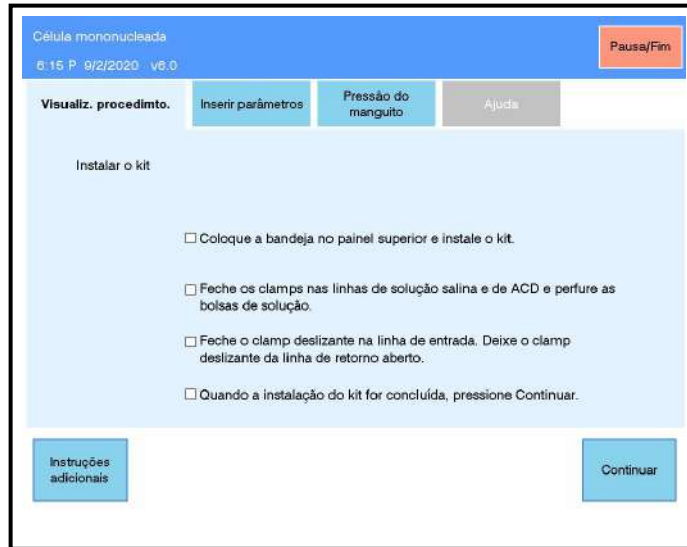 Célula mononucleada
6:15 P 9/2/2020 v6.0
Pausa/Fim
Visualiz. procedimto.
Inserir parâmetros
Pressão do
manguito
Ajuda
Instalar o kit
Coloque a bandeja no painel superior e instale o kit.
Feche os clamps nas linhas de solução salina e de ACD e perfure as
bolsas de solução.
Feche o clamp deslizante na linha de entrada. Deixe o clamp
deslizante da linha de retorno aberto.
Quando a instalação do kit for concluída, pressione Continuar.
Instruções
adicionais
Continuar